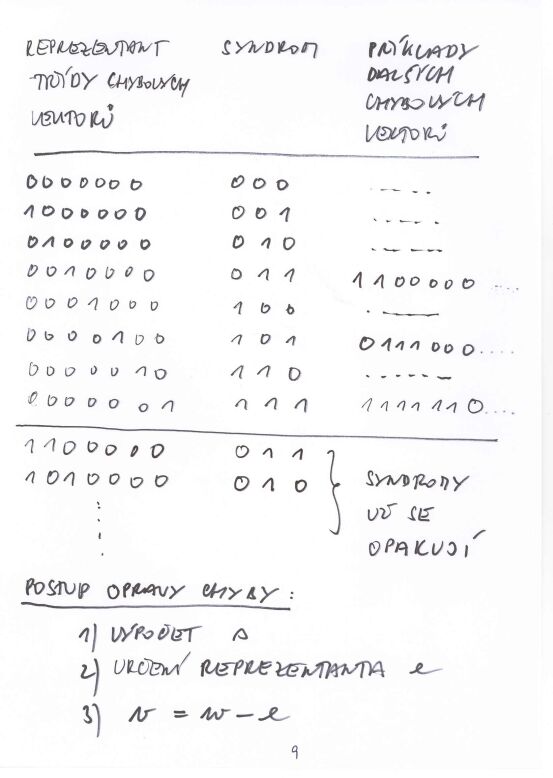 REPREZENTANT SYNDROM PŘÍKLADY
TŘÍDY CHYBOVÝCH DALŠÍCH
VEKTORŮ CHYBOVÝCH
VEKTORŮ
0000000 000 .....
1000000 001 .....
0100000 010 .....
0010000 011 1100000 ....
0001000 100 .....
0000100 101 0111000....
0000010 110 ......
0000001 111 1111110....
1100000 011
1010000 010 SYNDROMY
UŽ SE
OPAKUJÍ
POSTUP OPRAVY CHYBY:
1) VÝPOČET s
2) URČENÍ REPREZENTANTA e
3) v = w - e
9